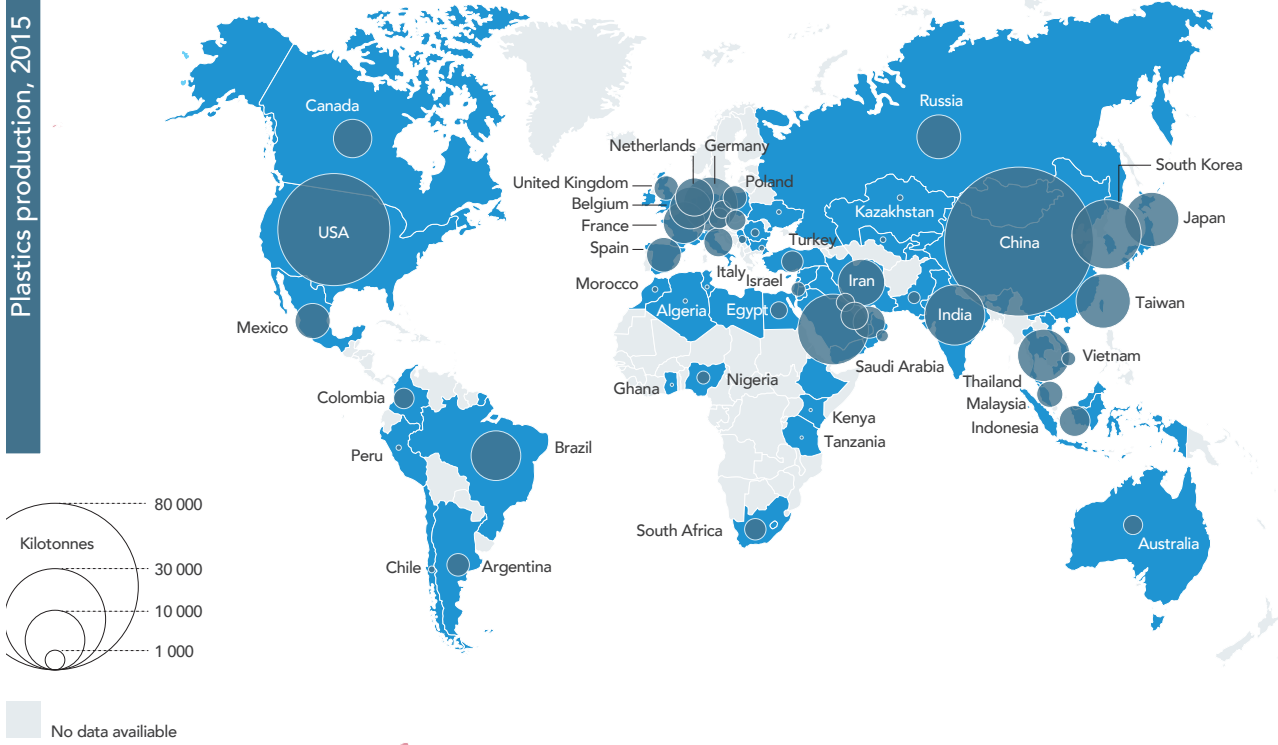 Plastics production, 2015
Canada
USA
Mexico
Colombia
Peru
Brazil
Chile
Argentina
Netherlands
Germany
United Kingdom
Poland
Belgium
France
Spain
Italy
Turkey
Israel
Morocco
Algeria
Egypt
Ghana
Nigeria
Kenya
Tanzania
South Africa
Russia
Kazakhstan
China
South Korea
Japan
Taiwan
Iran
India
Saudi Arabia
Vietnam
Thailand
Malaysia
Indonesia
Australia
80 000
Kilotonnes
30 000
10 000
1 000
No data availiable